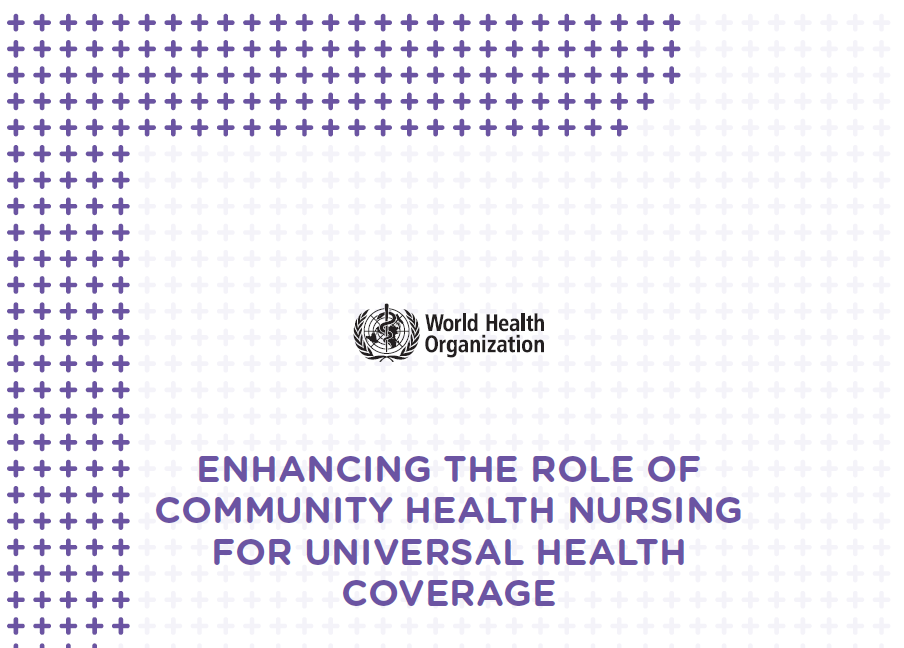 World Health
Organization
ENHANCING THE ROLE OF
COMMUNITY HEALTH NURSING
FOR UNIVERSAL HEALTH
COVERAGE